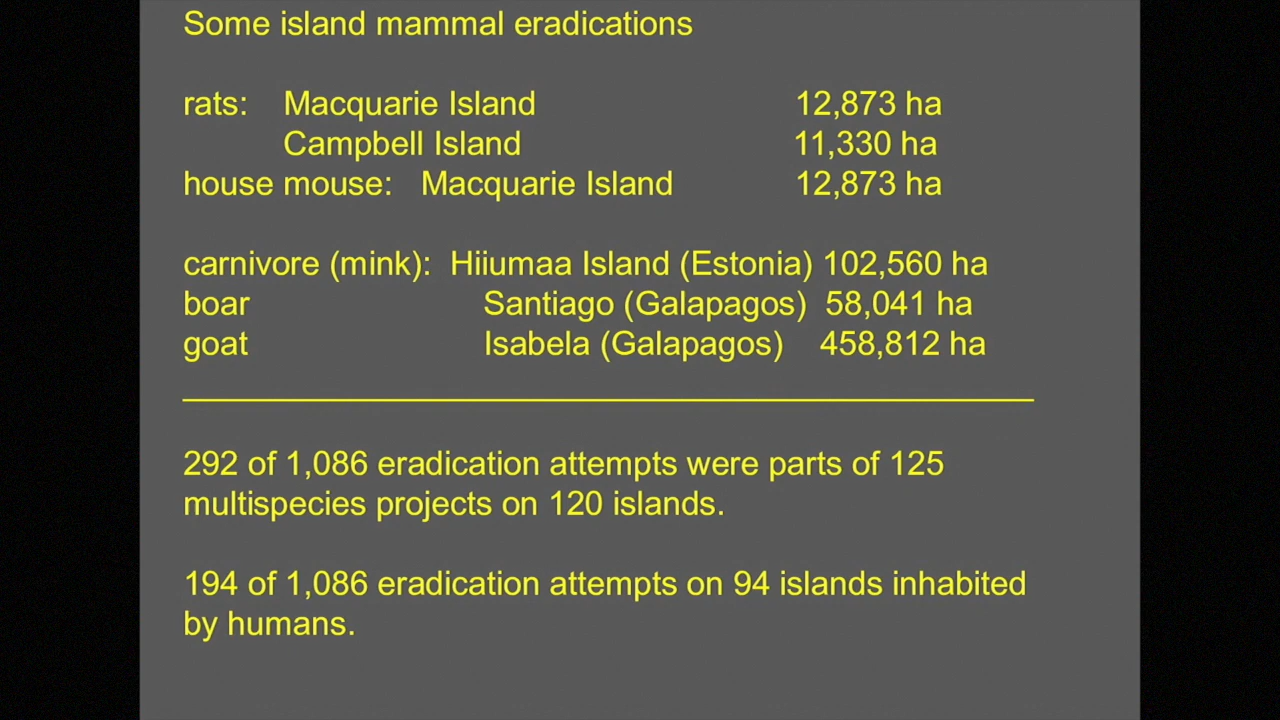 Some island mammal eradications
rats: Macquarie Island 12,873 ha
Campbell Island 11,330 ha
house mouse: Macquarie Island 12,873 ha
carnivore (mink): Hiiumaa Island (Estonia) 102,560 ha
boar Santiago (Galapagos) 58,041 ha
goat Isabela (Galapagos) 458,812 ha
292 of 1,086 eradication attempts were parts of 125
multispecies projects on 120 islands.
194 of 1,086 eradication attempts on 94 islands inhabited
by humans.